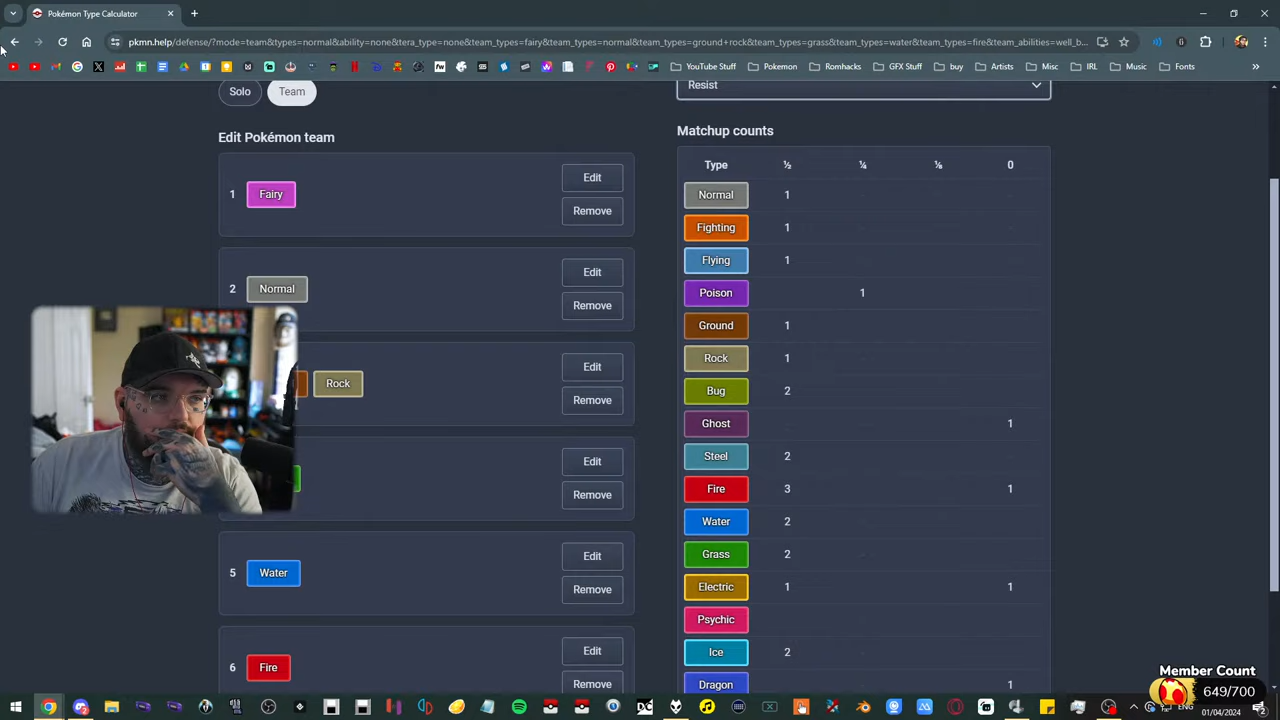 Pokémon Type Calculator
pkmn.help/defense/?mode=team&types=normal&ability=none&tera_type=none&team_types=fairy&team_types=normal&team_types=ground+rock&team_types=grass&team_types=water&team_types=fire&team_abilities=well_b...
YouTube Stuff Pokemon Romhacks GFX Stuff buy Artists Misc IRL Music Fonts
Solo Team
Resist
Edit Pokémon team
1 Fairy Edit
Remove
2 Normal Edit
Remove
Rock Edit
Remove
Edit
Remove
5 Water Edit
Remove
6 Fire Edit
Remove
Matchup counts
Type ½ ¼ ⅛ 0
Normal 1
Fighting 1
Flying 1
Poison 1
Ground 1
Rock 1
Bug 2
Ghost 1
Steel 2
Fire 3 1
Water 2
Grass 2
Electric 1 1
Psychic
Ice 2
Dragon 1
Member Count
649/700
ENG
01/04/2024